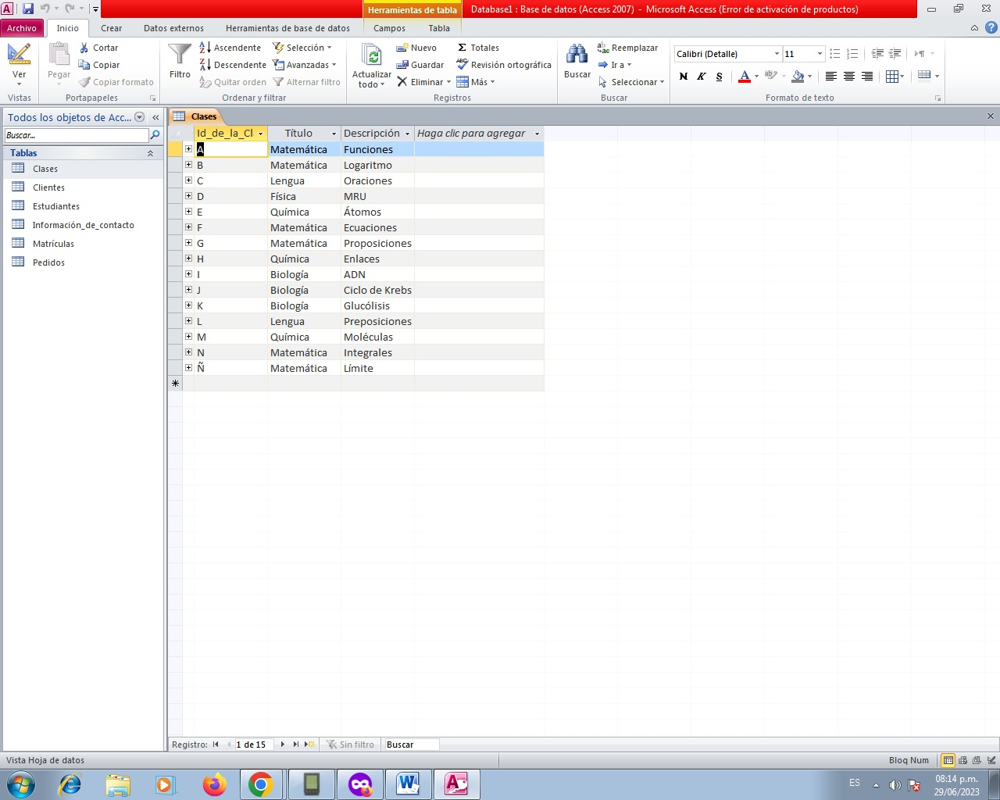 Herramientas de tabla
Database1 : Base de datos (Access 2007) - Microsoft Access (Error de activación de productos)
Archivo Inicio Crear Datos externos Herramientas de base de datos Campos Tabla
Ver
Vistas
Pegar
Cortar
Copiar
Copiar formato
Portapapeles
Filtro
Ascendente
Descendente
Quitar orden
Selección
Avanzadas
Alternar filtro
Ordenar y filtrar
Actualizar
todo
Nuevo
Guardar
Eliminar
Totales
Revisión ortográfica
Más
Registros
Buscar
Reemplazar
Ir a
Seleccionar
Buscar
Calibri (Detalle) 11
N K S A
Formato de texto
Todos los objetos de Acc...
Buscar...
Tablas
Clases
Clientes
Estudiantes
Información_de_contacto
Matrículas
Pedidos
Clases
Id_de_la_Cl Título Descripción Haga clic para agregar
A Matemática Funciones
B Matemática Logaritmo
C Lengua Oraciones
D Física MRU
E Química Átomos
F Matemática Ecuaciones
G Matemática Proposiciones
H Química Enlaces
I Biología ADN
J Biología Ciclo de Krebs
K Biología Glucólisis
L Lengua Preposiciones
M Química Moléculas
N Matemática Integrales
Ñ Matemática Límite
Registro: 1 de 15 Sin filtro Buscar
Vista Hoja de datos
Bloq Num
ES
08:14 p.m.
29/06/2023